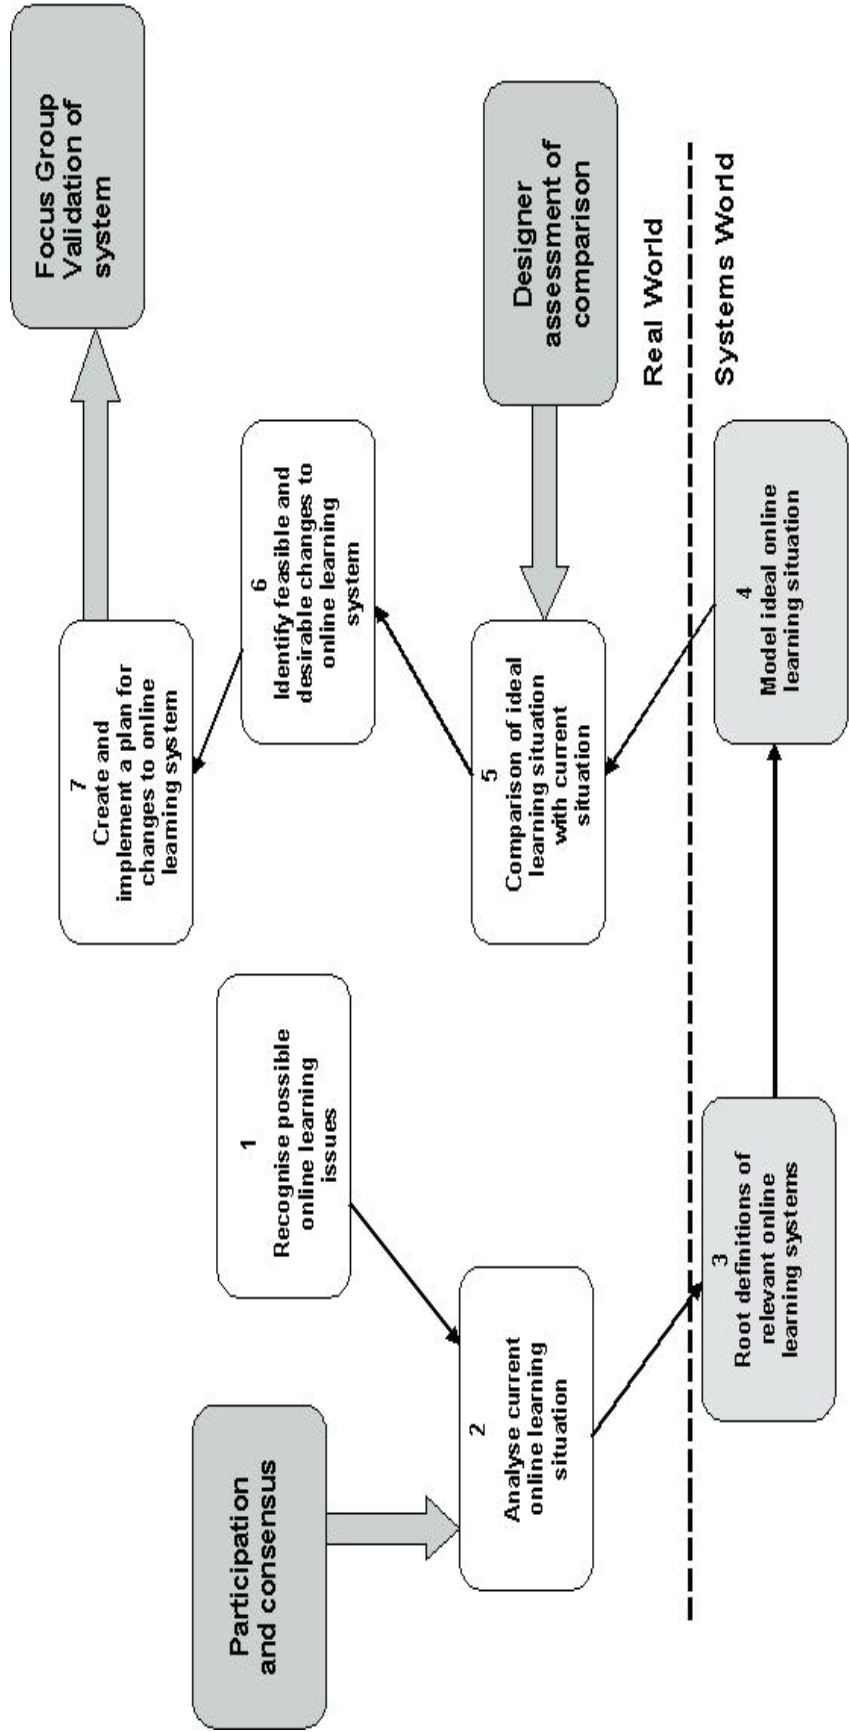 Participation
and consensus
1
Recognise possible
online learning
issues
2
Analyse current
online learning
situation
3
Root definitions of
relevant online
learning systems
4
Model ideal online
learning situation
5
Comparison of ideal
learning situation
with current
situation
6
Identify feasible and
desirable changes to
online learning
system
7
Create and
implement a plan for
changes to online
learning system
Focus Group
Validation of
system
Designer
assessment of
comparison
Real World
Systems World